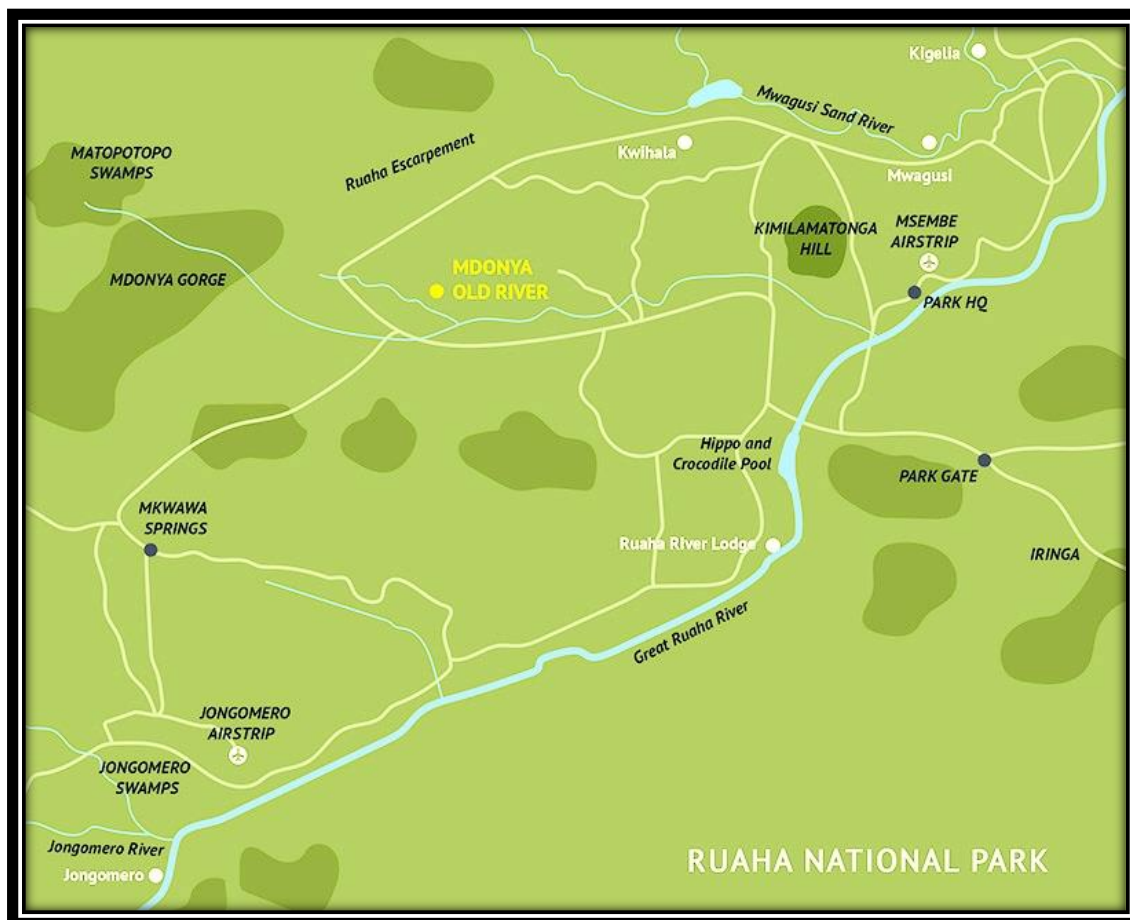 Kigelia
Mwagusi Sand River
Ruaha Escarpement
Kwihala
MATOPOTOPO
SWAMPS
Mwagusi
KIMILAMATONGA
HILL
MSEMBE
AIRSTRIP
MDONYA GORGE
MDONYA
OLD RIVER
PARK HQ
Hippo and
Crocodile Pool
PARK GATE
MKWAWA
SPRINGS
Ruaha River Lodge
IRINGA
Great Ruaha River
JONGOMERO
AIRSTRIP
JONGOMERO
SWAMPS
Jongomero River
Jongomero
RUAHA NATIONAL PARK